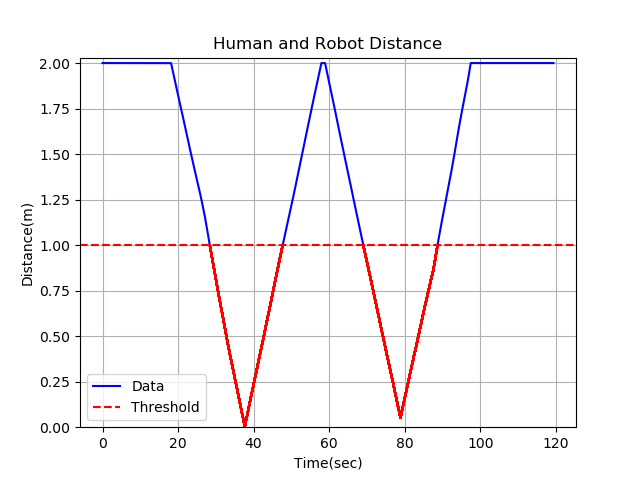 Human and Robot Distance
2.00
1.75
1.50
1.25
1.00
0.75
0.50
0.25
0.00
Distance(m)
Data
Threshold
0 20 40 60 80 100 120
Time(sec)